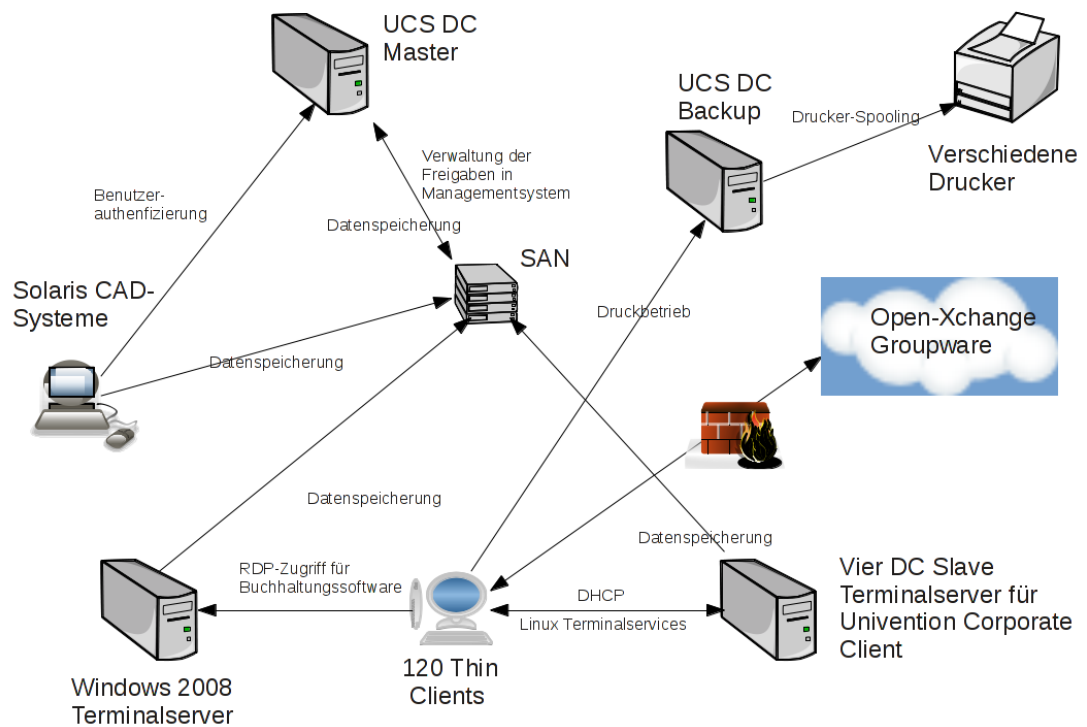 UCS DC
Master
UCS DC
Backup
Drucker-Spooling
Verschiedene
Drucker
Verwaltung der
Freigaben in
Managementsystem
Benutzer-
authenfizierung
Datenspeicherung
SAN
Solaris CAD-
Systeme
Druckbetrieb
Open-Xchange
Groupware
Datenspeicherung
Datenspeicherung
Datenspeicherung
RDP-Zugriff für
Buchhaltungssoftware
DHCP
Linux Terminalservices
Vier DC Slave
Terminalserver für
Univention Corporate
Client
120 Thin
Clients
Windows 2008
Terminalserver